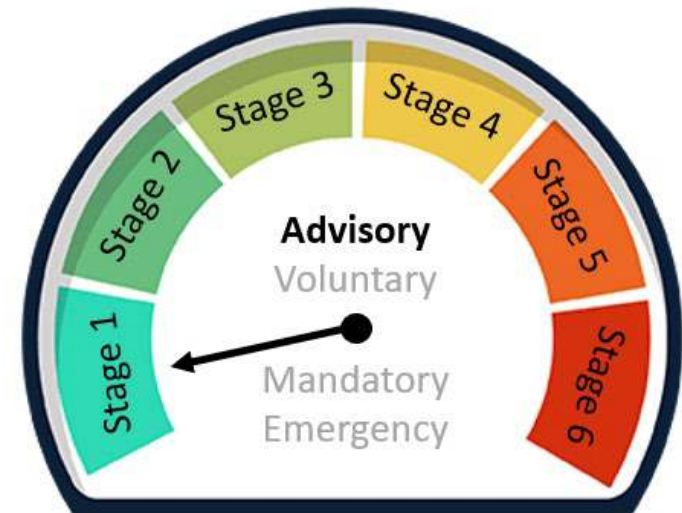 Stage 1
Stage 2
Stage 3
Stage 4
Stage 5
Stage 6
Advisory
Voluntary
Mandatory
Emergency